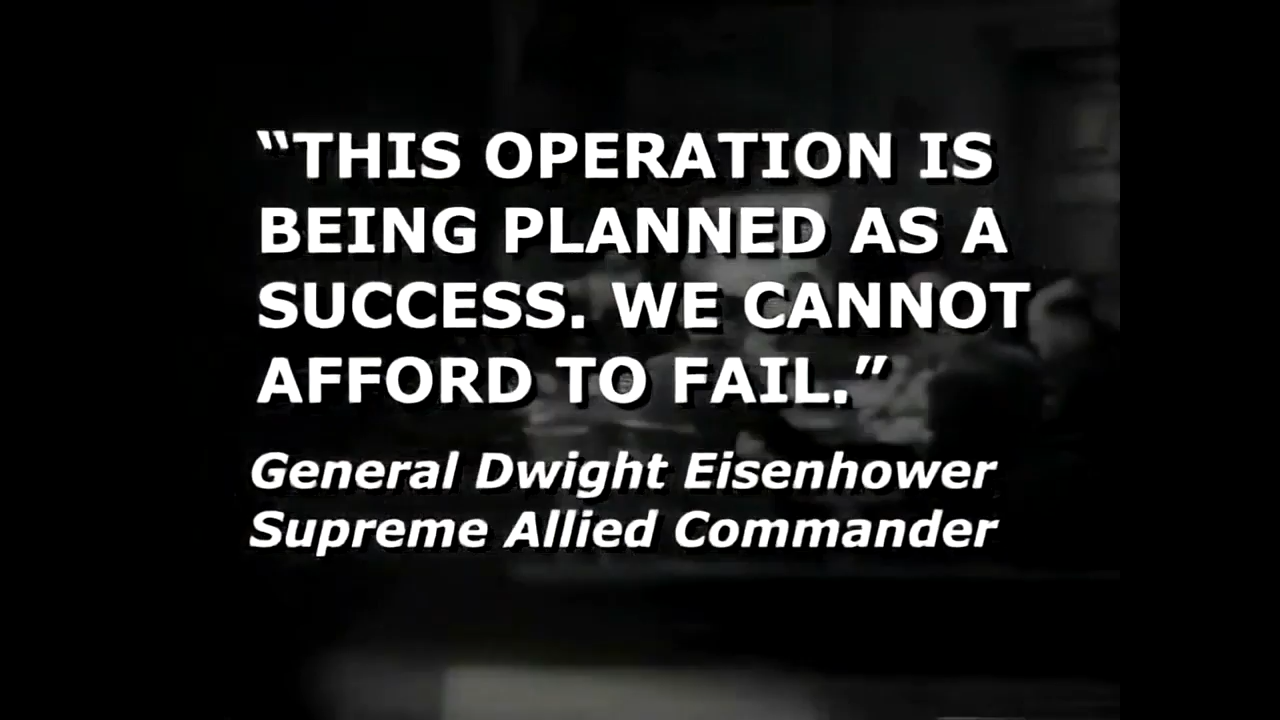 “THIS OPERATION IS
BEING PLANNED AS A
SUCCESS. WE CANNOT
AFFORD TO FAIL.”
General Dwight Eisenhower
Supreme Allied Commander